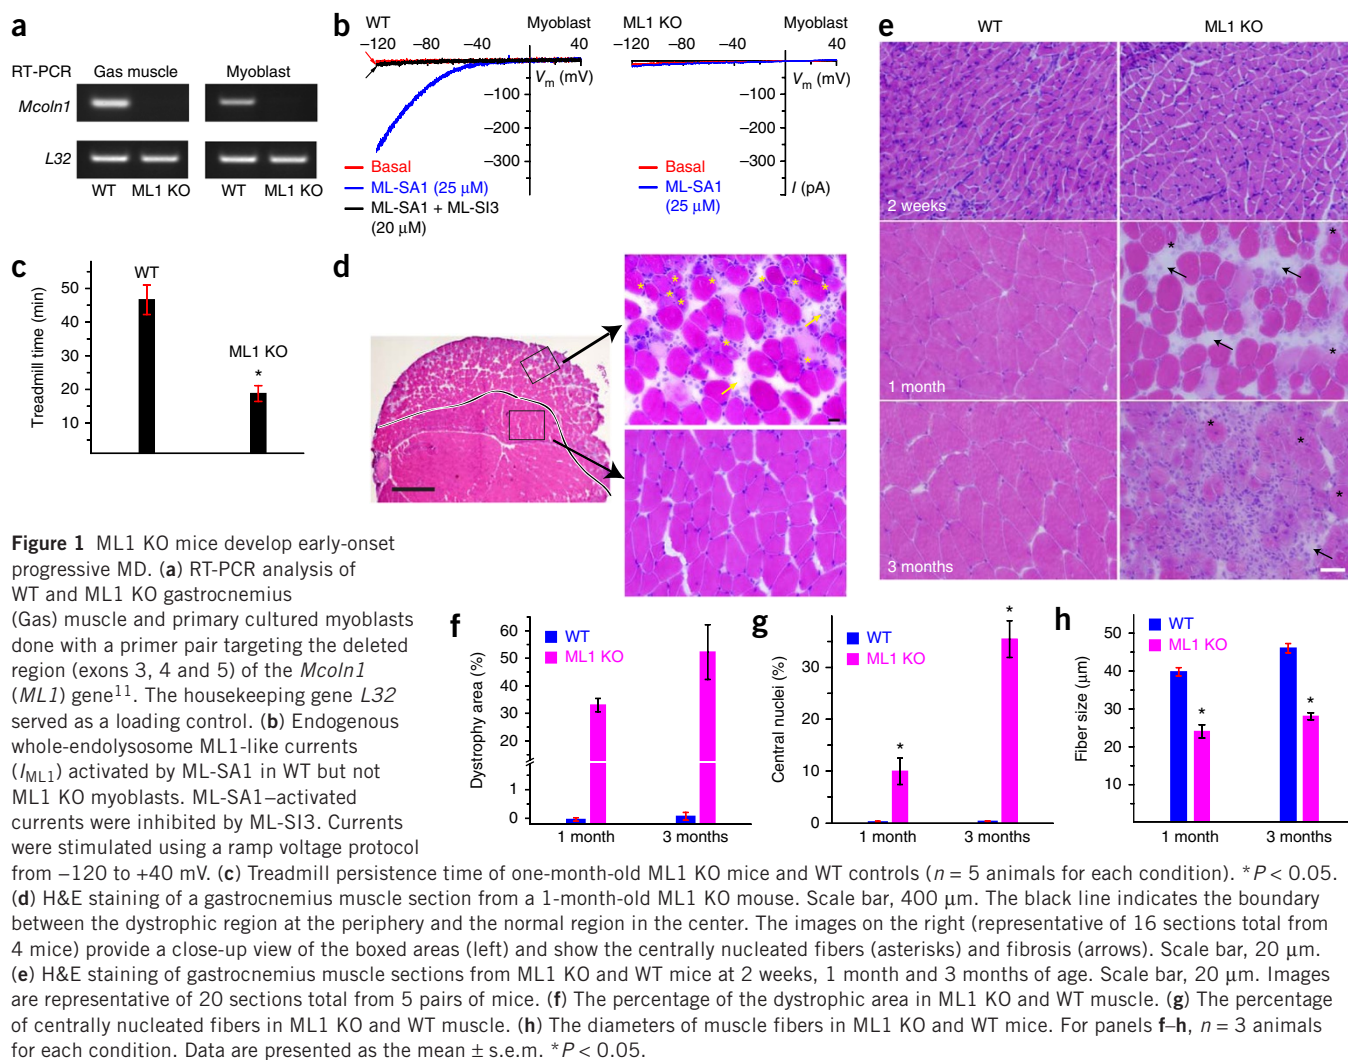 a
RT-PCR
Gas muscle
Myoblast
Mcoln1
L32
WT ML1 KO WT ML1 KO
b
WT Myoblast
−120 −80 −40 40
Vm (mV)
−100
−200
−300
Basal
ML-SA1 (25 μM)
ML-SA1 + ML-SI3
(20 μM)
ML1 KO Myoblast
−120 −80 −40 40
Vm (mV)
−100
−200
−300
I (pA)
Basal
ML-SA1
(25 μM)
c
Treadmill time (min)
50
40
30
20
10
WT
ML1 KO
*
d
e
WT ML1 KO
2 weeks
1 month
3 months
f
Dystrophy area (%)
60
50
40
30
20
1
0
WT
ML1 KO
1 month 3 months
g
Central nuclei (%)
30
20
10
0
WT
ML1 KO
*
*
1 month 3 months
h
Fiber size (μm)
50
40
30
20
10
WT
ML1 KO
*
*
1 month 3 months
Figure 1 ML1 KO mice develop early-onset
progressive MD. (a) RT-PCR analysis of
WT and ML1 KO gastrocnemius
(Gas) muscle and primary cultured myoblasts
done with a primer pair targeting the deleted
region (exons 3, 4 and 5) of the Mcoln1
(ML1) gene11. The housekeeping gene L32
served as a loading control. (b) Endogenous
whole-endolysosome ML1-like currents
(IML1) activated by ML-SA1 in WT but not
ML1 KO myoblasts. ML-SA1–activated
currents were inhibited by ML-SI3. Currents
were stimulated using a ramp voltage protocol
from −120 to +40 mV. (c) Treadmill persistence time of one-month-old ML1 KO mice and WT controls (n = 5 animals for each condition). *P < 0.05.
(d) H&E staining of a gastrocnemius muscle section from a 1-month-old ML1 KO mouse. Scale bar, 400 μm. The black line indicates the boundary
between the dystrophic region at the periphery and the normal region in the center. The images on the right (representative of 16 sections total from
4 mice) provide a close-up view of the boxed areas (left) and show the centrally nucleated fibers (asterisks) and fibrosis (arrows). Scale bar, 20 μm.
(e) H&E staining of gastrocnemius muscle sections from ML1 KO and WT mice at 2 weeks, 1 month and 3 months of age. Scale bar, 20 μm. Images
are representative of 20 sections total from 5 pairs of mice. (f) The percentage of the dystrophic area in ML1 KO and WT muscle. (g) The percentage
of centrally nucleated fibers in ML1 KO and WT muscle. (h) The diameters of muscle fibers in ML1 KO and WT mice. For panels f–h, n = 3 animals
for each condition. Data are presented as the mean ± s.e.m. *P < 0.05.